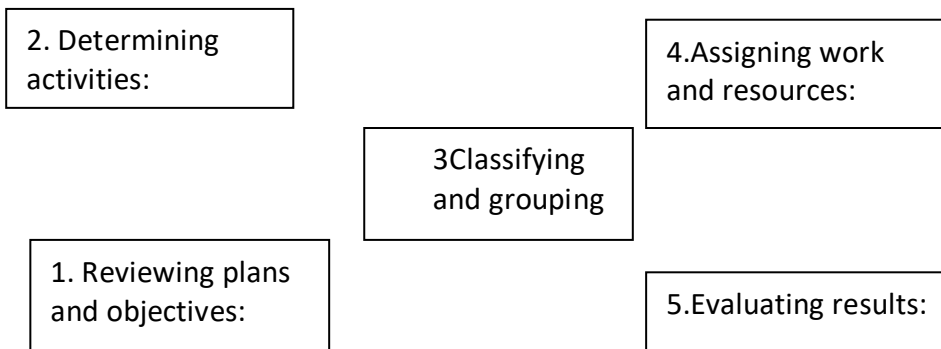 2. Determining
activities:
4.Assigning work
and resources:
3Classifying
and grouping
1. Reviewing plans
and objectives:
5.Evaluating results: